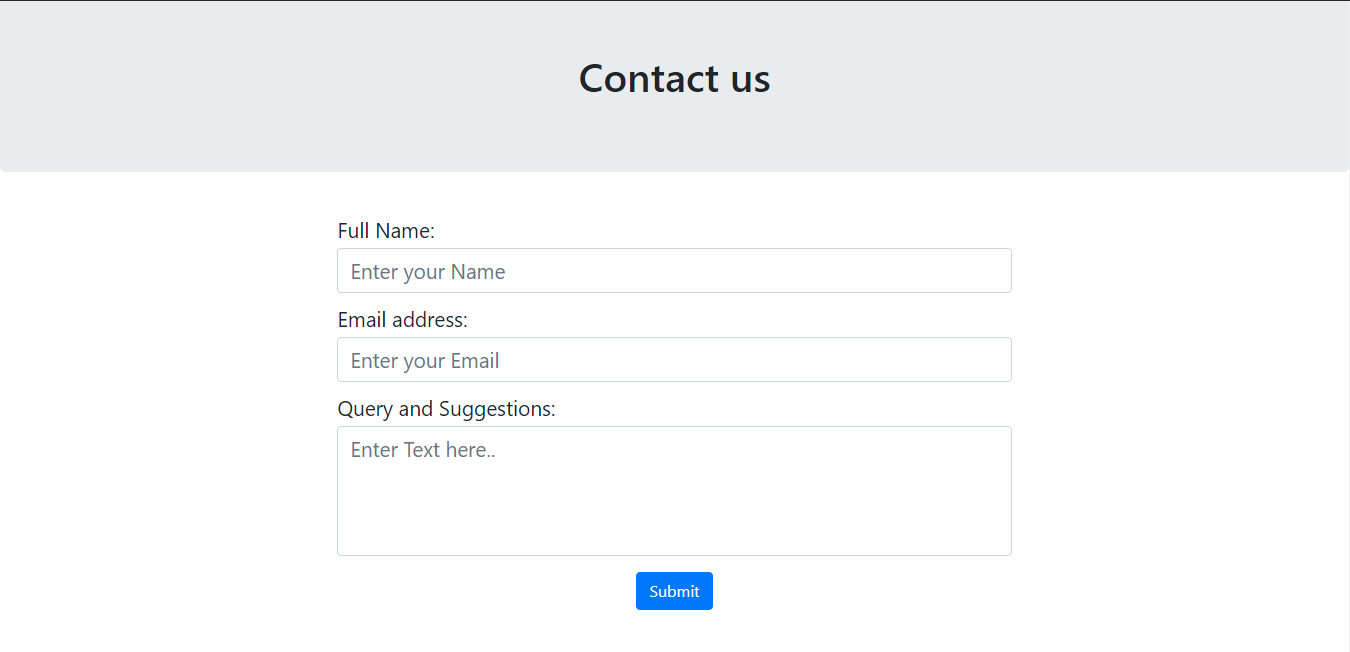 Contact us
Full Name:
Enter your Name
Email address:
Enter your Email
Query and Suggestions:
Enter Text here..
Submit